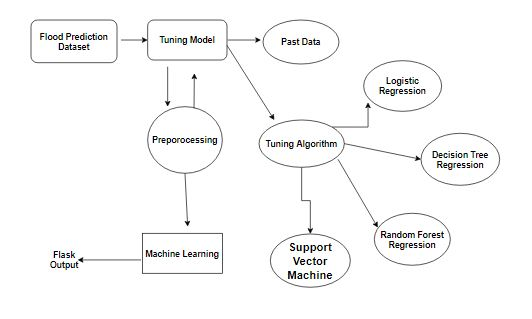 Flood Prediction
Dataset
Tuning Model
Past Data
Logistic
Regression
Preporocessing
Tuning Algorithm
Decision Tree
Regression
Random Forest
Regression
Support
Vector
Machine
Machine Learning
Flask
Output